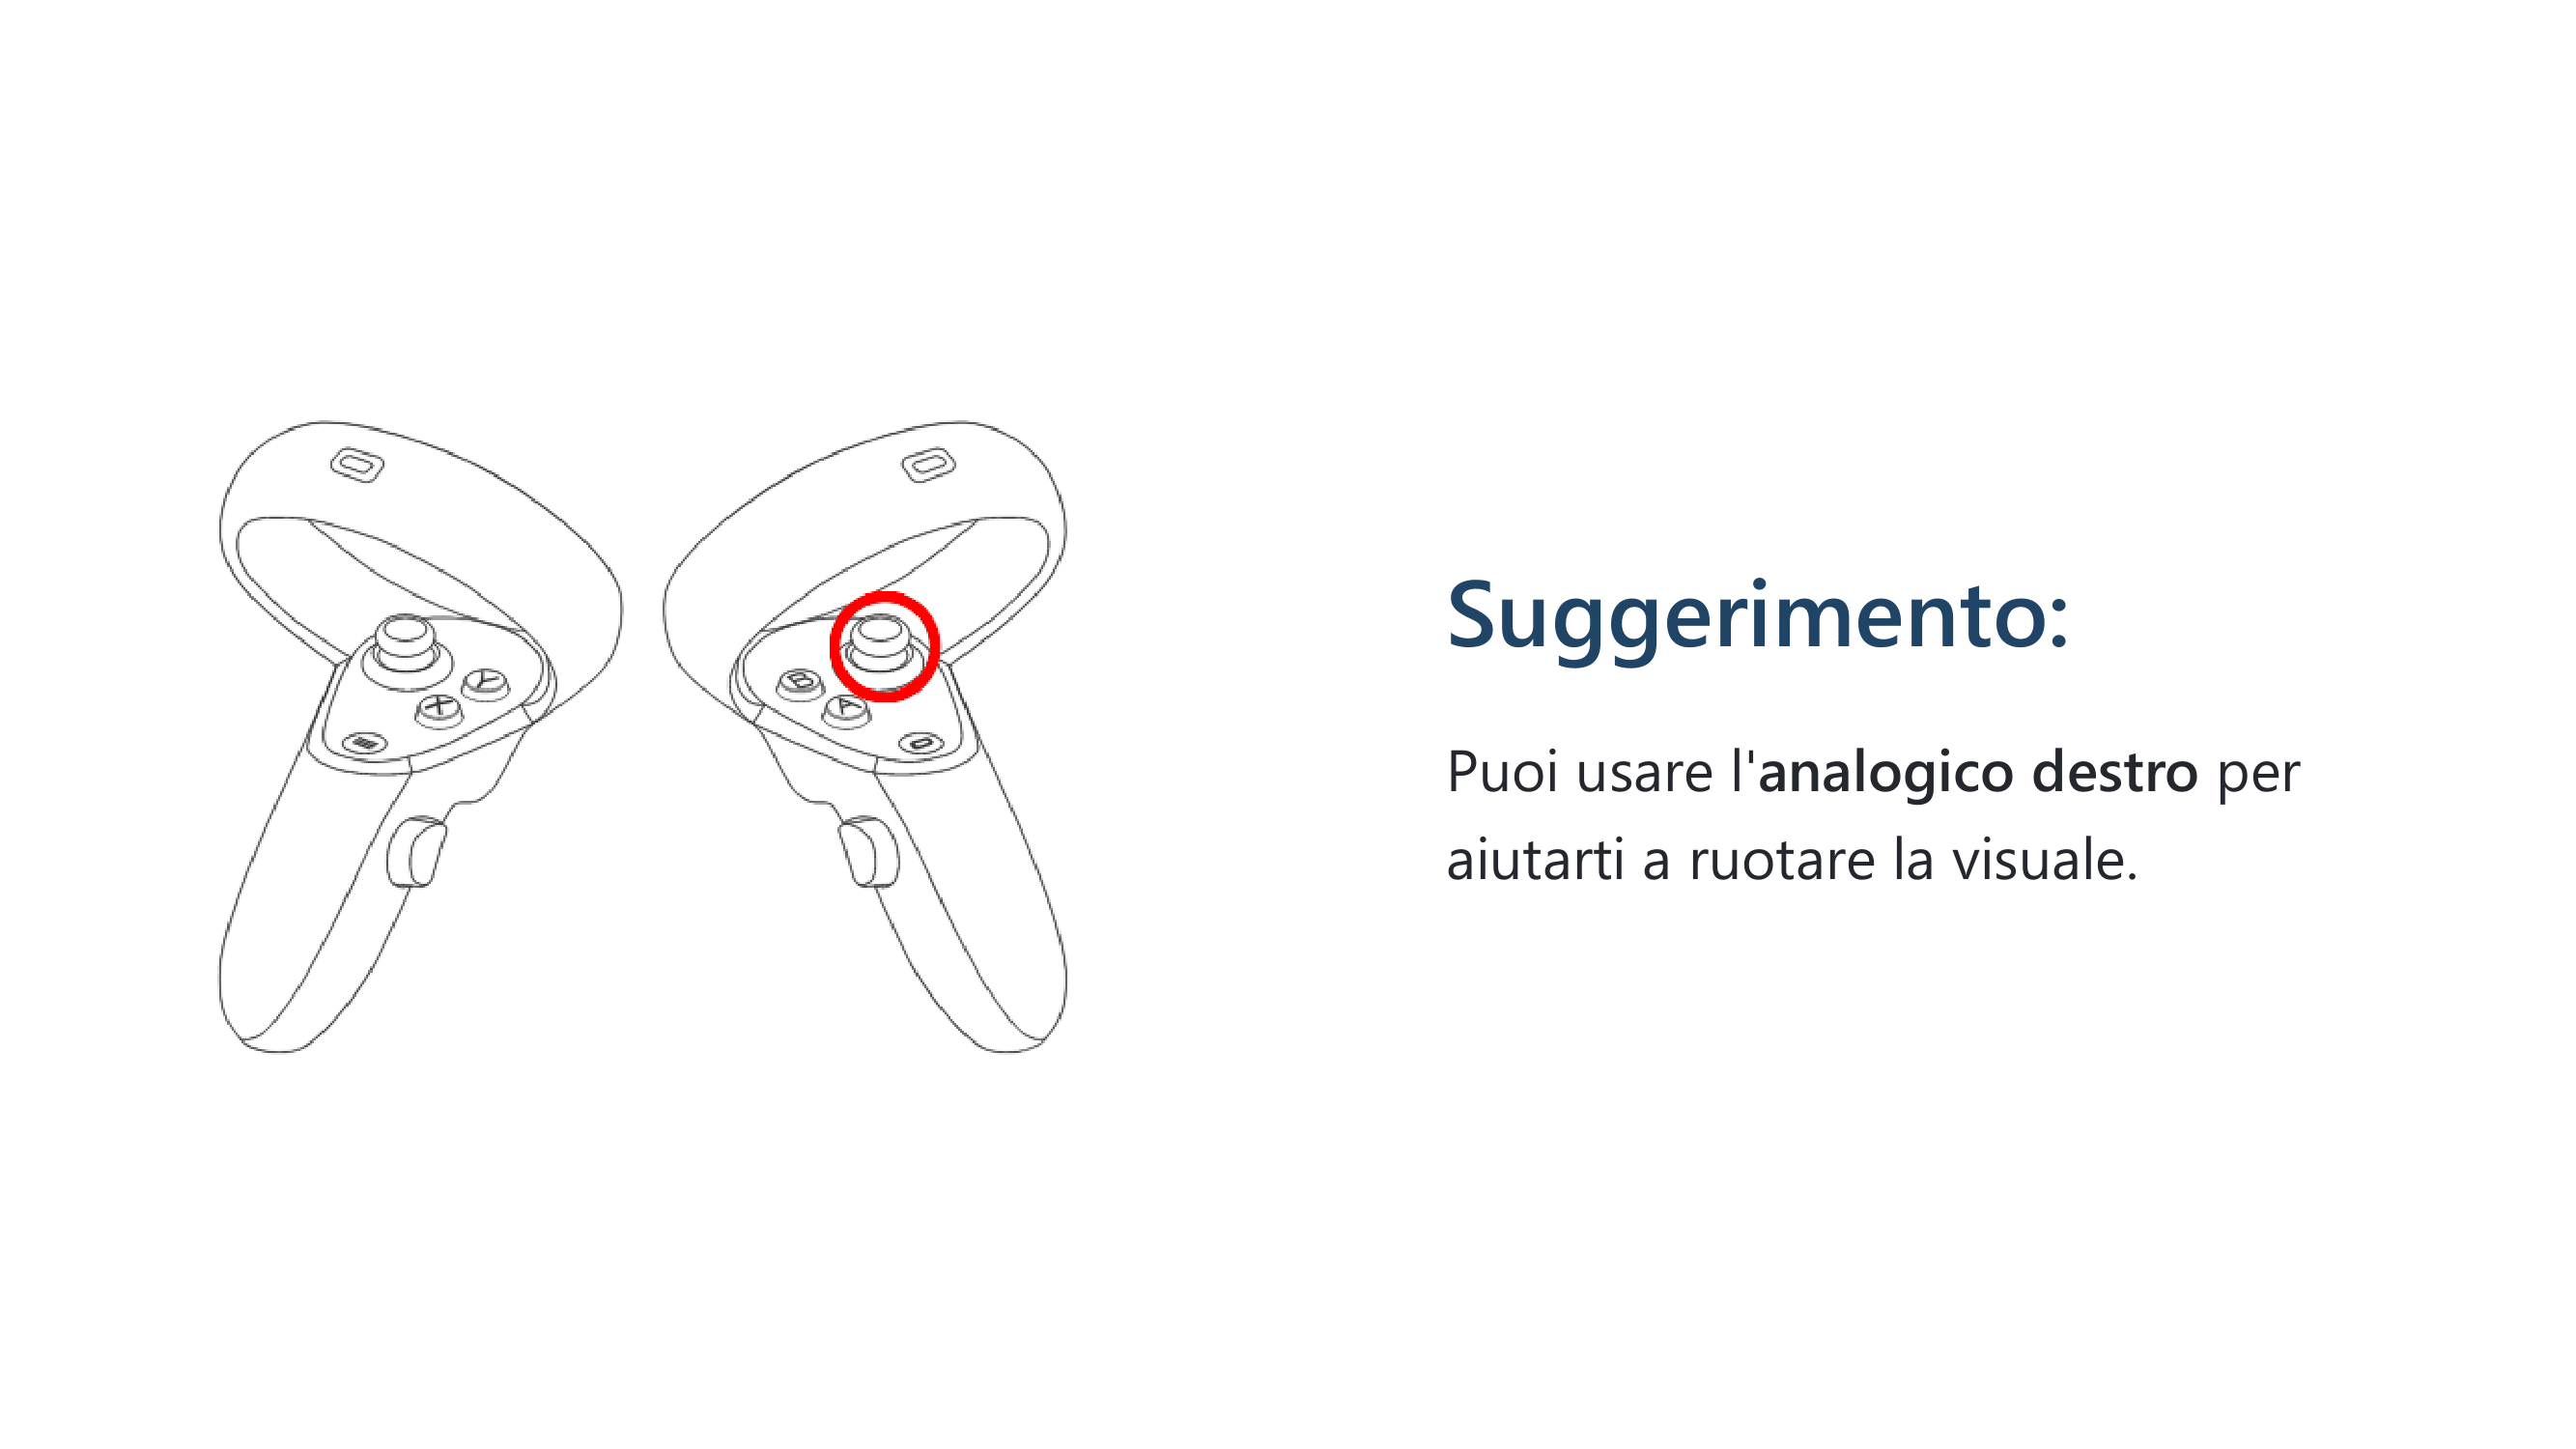 Suggerimento:
Puoi usare l'analogico destro per
aiutarti a ruotare la visuale.
Y
X
B
A